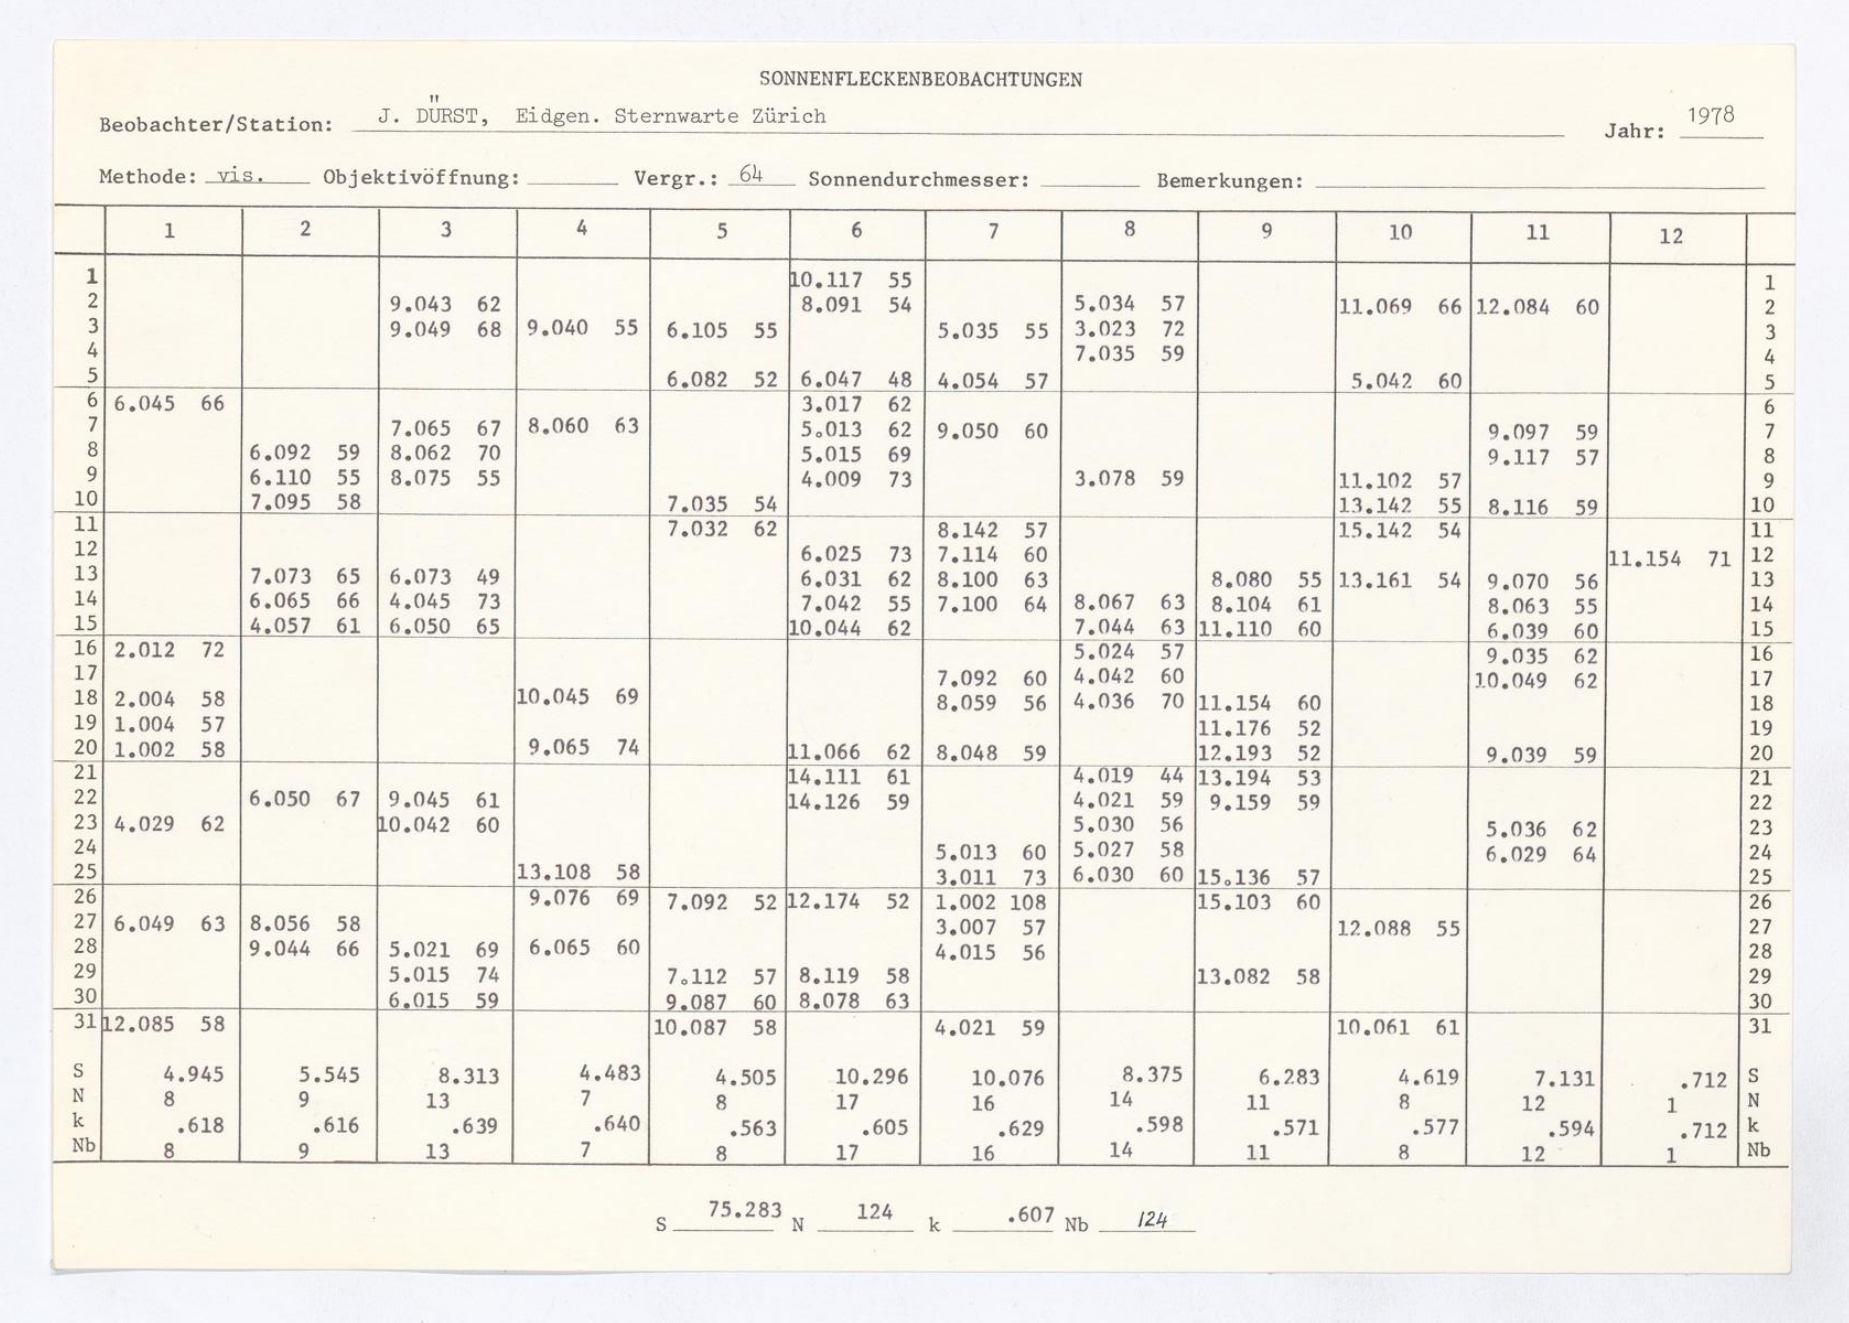 SONNENFLECKENBEOBACHTUNGEN
Beobachter/Station: J. DÜRST, Eidgen. Sternwarte Zürich Jahr: 1978
Methode: vis. Objektivöffnung: Vergr.: 64 Sonnendurchmesser: Bemerkungen:
1 2 3 4 5 6 7 8 9 10 11 12
1 10.117 55 1
2 9.043 62 8.091 54 5.034 57 11.069 66 12.084 60 2
3 9.049 68 9.040 55 6.105 55 5.035 55 3.023 72 3
4 7.035 59 4
5 6.082 52 6.047 48 4.054 57 5.042 60 5
6 6.045 66 3.017 62 6
7 7.065 67 8.060 63 5.013 62 9.050 60 9.097 59 7
8 6.092 59 8.062 70 5.015 69 9.117 57 8
9 6.110 55 8.075 55 4.009 73 3.078 59 11.102 57 9
10 7.095 58 7.035 54 13.142 55 8.116 59 10
11 7.032 62 8.142 57 15.142 54 11
12 6.025 73 7.114 60 11.154 71 12
13 7.073 65 6.073 49 6.031 62 8.100 63 8.080 55 13.161 54 9.070 56 13
14 6.065 66 4.045 73 7.042 55 7.100 64 8.067 63 8.104 61 8.063 55 14
15 4.057 61 6.050 65 10.044 62 7.044 63 11.110 60 6.039 60 15
16 2.012 72 5.024 57 9.035 62 16
17 7.092 60 4.042 60 10.049 62 17
18 2.004 58 10.045 69 8.059 56 4.036 70 11.154 60 18
19 1.004 57 11.176 52 19
20 1.002 58 9.065 74 11.066 62 8.048 59 12.193 52 9.039 59 20
21 14.111 61 4.019 44 13.194 53 21
22 6.050 67 9.045 61 14.126 59 4.021 59 9.159 59 22
23 4.029 62 10.042 60 5.030 56 5.036 62 23
24 5.013 60 5.027 58 6.029 64 24
25 13.108 58 3.011 73 6.030 60 15.136 57 25
26 9.076 69 7.092 52 12.174 52 1.002 108 15.103 60 26
27 6.049 63 8.056 58 3.007 57 12.088 55 27
28 9.044 66 5.021 69 6.065 60 4.015 56 28
29 5.015 74 7.112 57 8.119 58 13.082 58 29
30 6.015 59 9.087 60 8.078 63 30
31 12.085 58 10.087 58 4.021 59 10.061 61 31
S 4.945 5.545 8.313 4.483 4.505 10.296 10.076 8.375 6.283 4.619 7.131 .712 S
N 8 9 13 7 8 17 16 14 11 8 12 1 N
k .618 .616 .639 .640 .563 .605 .629 .598 .571 .577 .594 .712 k
Nb 8 9 13 7 8 17 16 14 11 8 12 1 Nb
S 75.283 N 124 k .607 Nb 124